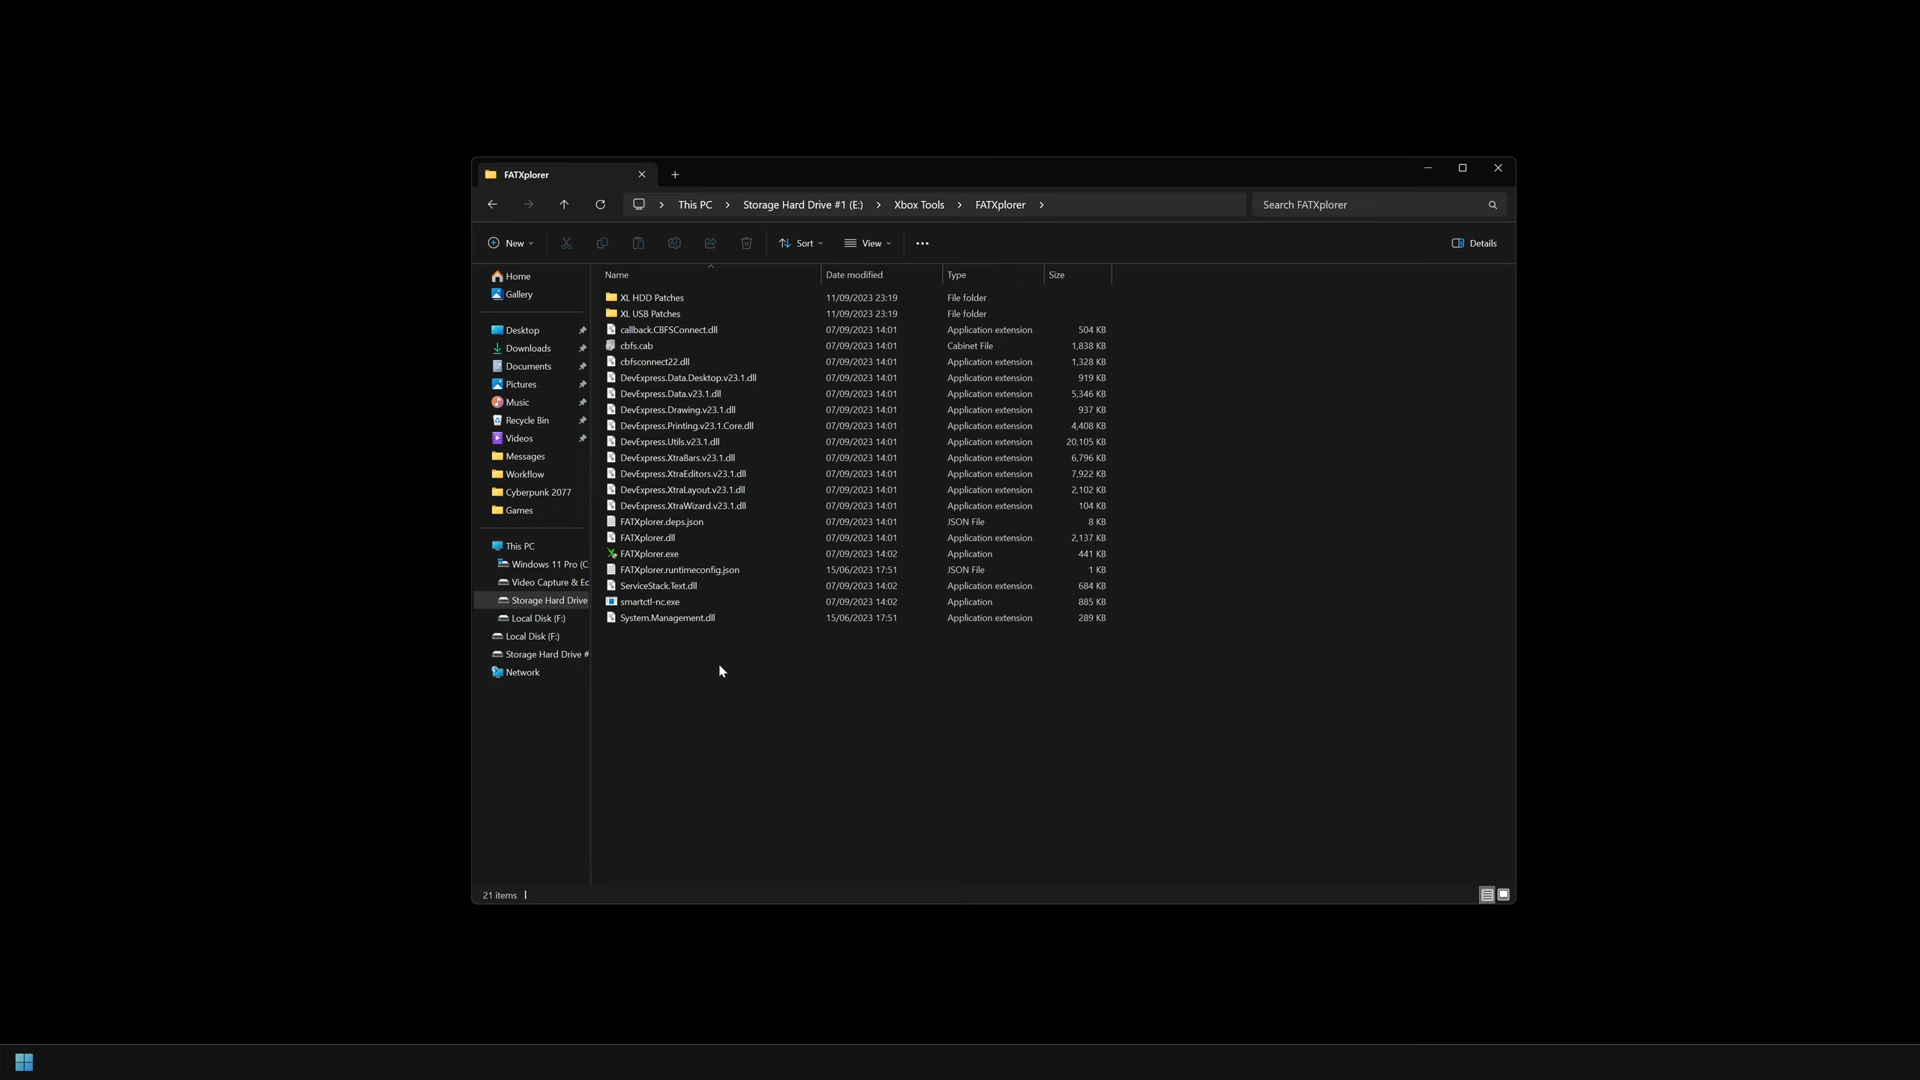 FATXplorer
This PC
Storage Hard Drive #1 (E:)
Xbox Tools
FATXplorer
Search FATXplorer
New
Sort
View
Details
Home
Gallery
Desktop
Downloads
Documents
Pictures
Music
Recycle Bin
Videos
Messages
Workflow
Cyberpunk 2077
Games
This PC
Windows 11 Pro (C:
Video Capture & Ec
Storage Hard Drive
Local Disk (F:)
Local Disk (F:)
Storage Hard Drive #
Network
Name Date modified Type Size
XL HDD Patches 11/09/2023 23:19 File folder
XL USB Patches 11/09/2023 23:19 File folder
callback.CBFSConnect.dll 07/09/2023 14:01 Application extension 504 KB
cbfs.cab 07/09/2023 14:01 Cabinet File 1,838 KB
cbfsconnect22.dll 07/09/2023 14:01 Application extension 1,328 KB
DevExpress.Data.Desktop.v23.1.dll 07/09/2023 14:01 Application extension 919 KB
DevExpress.Data.v23.1.dll 07/09/2023 14:01 Application extension 5,346 KB
DevExpress.Drawing.v23.1.dll 07/09/2023 14:01 Application extension 937 KB
DevExpress.Printing.v23.1.Core.dll 07/09/2023 14:01 Application extension 4,408 KB
DevExpress.Utils.v23.1.dll 07/09/2023 14:01 Application extension 20,105 KB
DevExpress.XtraBars.v23.1.dll 07/09/2023 14:01 Application extension 6,796 KB
DevExpress.XtraEditors.v23.1.dll 07/09/2023 14:01 Application extension 7,922 KB
DevExpress.XtraLayout.v23.1.dll 07/09/2023 14:01 Application extension 2,102 KB
DevExpress.XtraWizard.v23.1.dll 07/09/2023 14:01 Application extension 104 KB
FATXplorer.deps.json 07/09/2023 14:01 JSON File 8 KB
FATXplorer.dll 07/09/2023 14:01 Application extension 2,137 KB
FATXplorer.exe 07/09/2023 14:02 Application 441 KB
FATXplorer.runtimeconfig.json 15/06/2023 17:51 JSON File 1 KB
ServiceStack.Text.dll 07/09/2023 14:02 Application extension 684 KB
smartctl-nc.exe 07/09/2023 14:02 Application 885 KB
System.Management.dll 15/06/2023 17:51 Application extension 289 KB
21 items